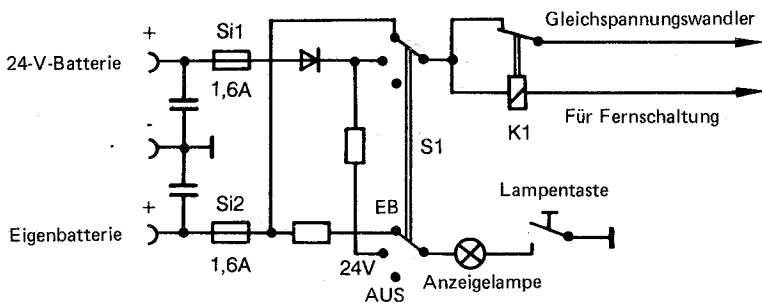 Gleichspannungswandler
+
Si1
24-V-Batterie
1,6A
Für Fernschaltung
K1
-
S1
Lampentaste
+
Si2
EB
Eigenbatterie
1,6A
24V
Anzeigelampe
AUS